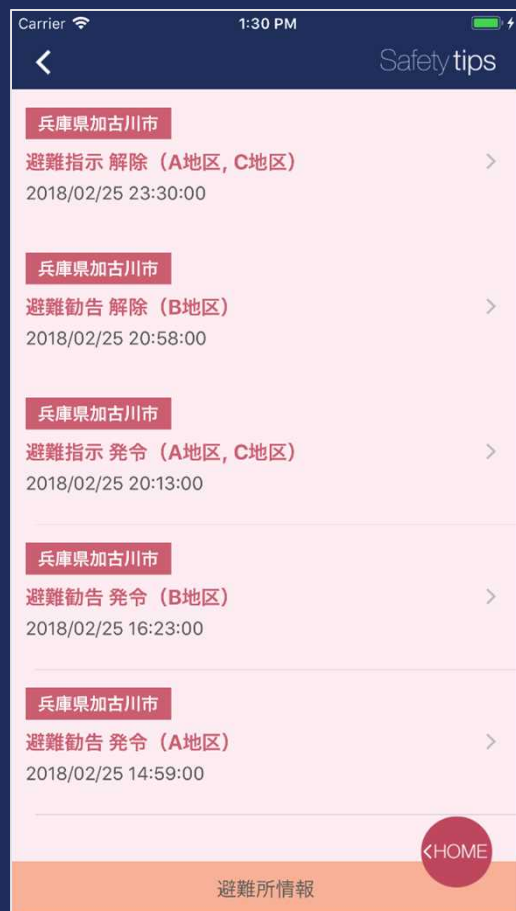 Carrier 1:30 PM
Safety tips
兵庫県加古川市
避難指示 解除（A地区, C地区）
2018/02/25 23:30:00
兵庫県加古川市
避難勧告 解除（B地区）
2018/02/25 20:58:00
兵庫県加古川市
避難指示 発令（A地区, C地区）
2018/02/25 20:13:00
兵庫県加古川市
避難勧告 発令（B地区）
2018/02/25 16:23:00
兵庫県加古川市
避難勧告 発令（A地区）
2018/02/25 14:59:00
HOME
避難所情報